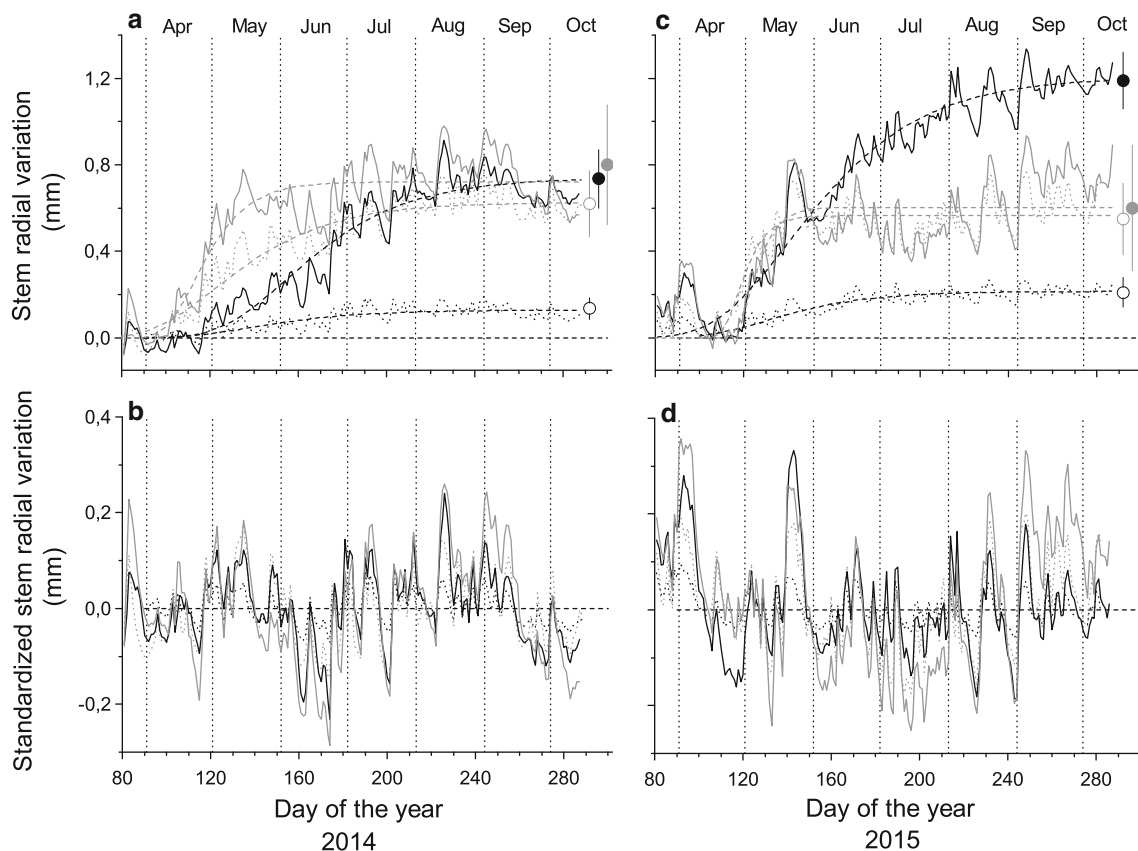 a
Apr May Jun Jul Aug Sep Oct
c
Apr May Jun Jul Aug Sep Oct
Stem radial variation
(mm)
1,2
0,8
0,4
0,0
b
d
Standardized stem radial variation
(mm)
0,4
0,2
0,0
-0,2
80 120 160 200 240 280
80 120 160 200 240 280
Day of the year
Day of the year
2014
2015